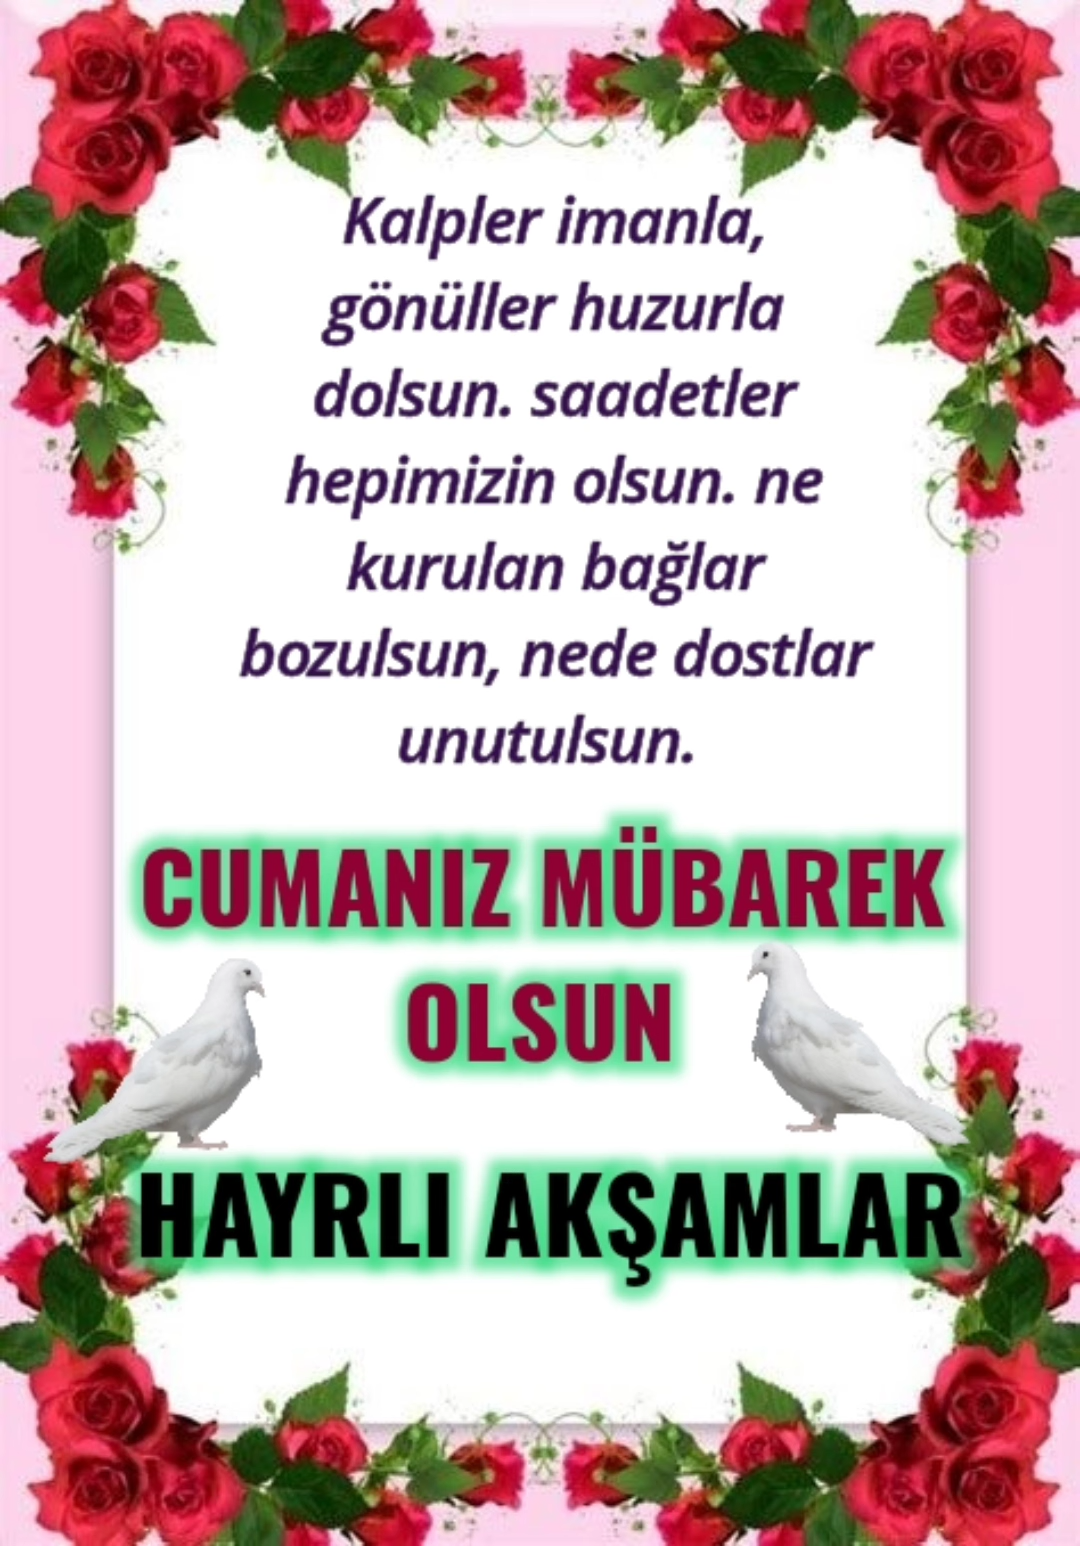 Kalpler imanla,
gönüller huzurla
dolsun. saadetler
hepimizin olsun. ne
kurulan bağlar
bozulsun, nede dostlar
unutulsun.
CUMANIZ MÜBAREK
OLSUN
HAYRLI AKŞAMLAR